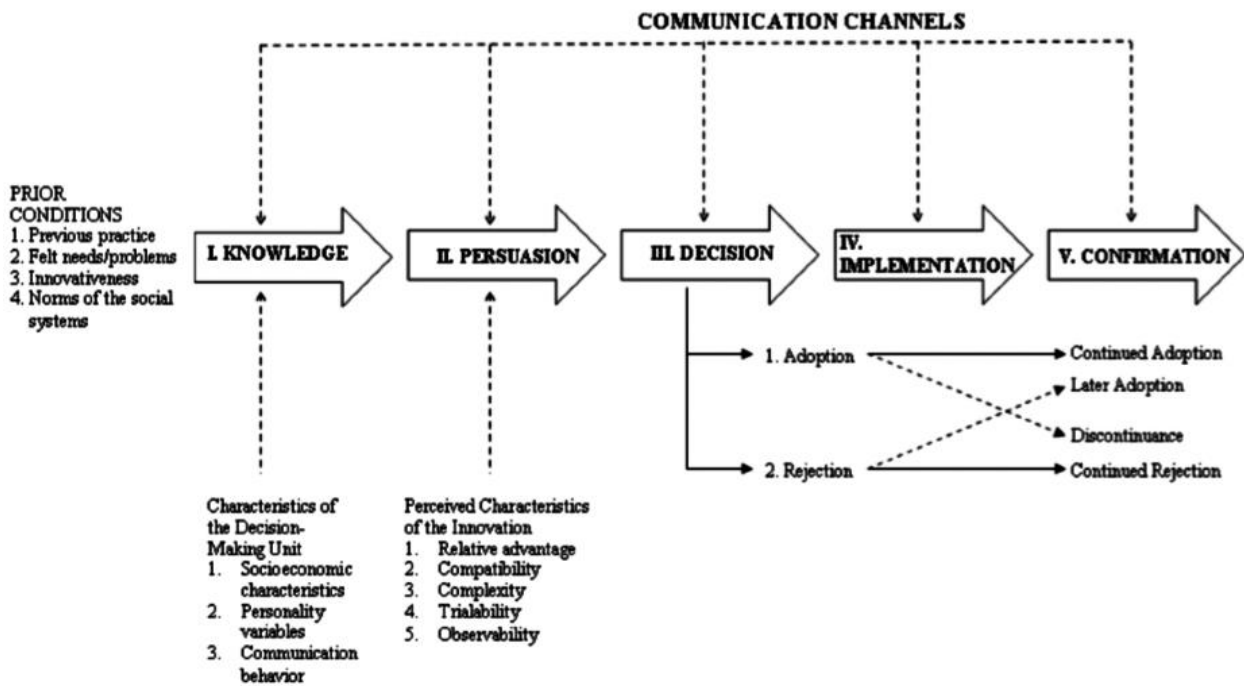 COMMUNICATION CHANNELS
PRIOR
CONDITIONS
1. Previous practice
2. Felt needs/problems
3. Innovativeness
4. Norms of the social
systems
I. KNOWLEDGE
II. PERSUASION
III. DECISION
IV.
IMPLEMENTATION
V. CONFIRMATION
1. Adoption
2. Rejection
Continued Adoption
Later Adoption
Discontinuance
Continued Rejection
Characteristics of
the Decision-
Making Unit
1. Socioeconomic
characteristics
2. Personality
variables
3. Communication
behavior
Perceived Characteristics
of the Innovation
1. Relative advantage
2. Compatibility
3. Complexity
4. Trialability
5. Observability